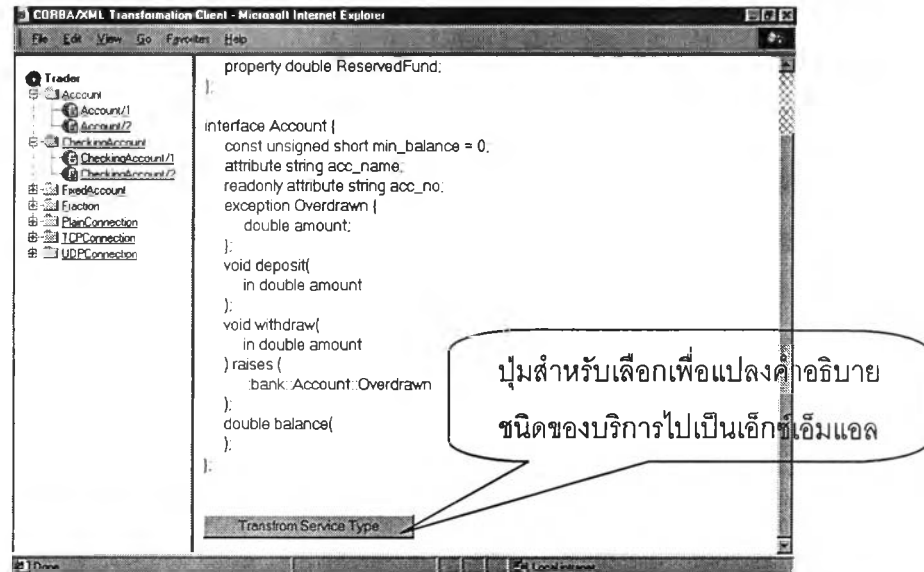 CORBA/XML Transformation Client - Microsoft Internet Explorer
File Edit View Go Favorites Help
Trader
Account
Account/1
Account/2
CheckingAccount
CheckingAccount/1
CheckingAccount/2
FixedAccount
Fraction
PlainConnection
TCPConnection
UDPConnection
property double ReservedFund;
};
interface Account {
const unsigned short min_balance = 0;
attribute string acc_name;
readonly attribute string acc_no;
exception Overdrawn {
double amount;
};
void deposit(
in double amount
);
void withdraw(
in double amount
) raises (
::bank::Account::Overdrawn
);
double balance(
);
};
Transfrom Service Type
ปุ่มสำหรับเลือกเพื่อแปลงคำอธิบาย
ชนิดของบริการไปเป็นเอ็กซ์เอ็มแอล
Done
Local intranet